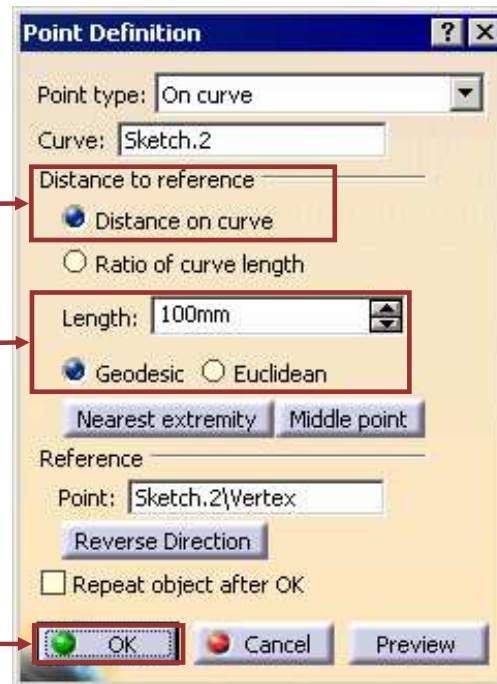 Point Definition ? X
Point type: On curve
Curve: Sketch.2
Distance to reference
Distance on curve
Ratio of curve length
Length: 100mm
Geodesic Euclidean
Nearest extremity Middle point
Reference
Point: Sketch.2\Vertex
Reverse Direction
Repeat object after OK
OK Cancel Preview